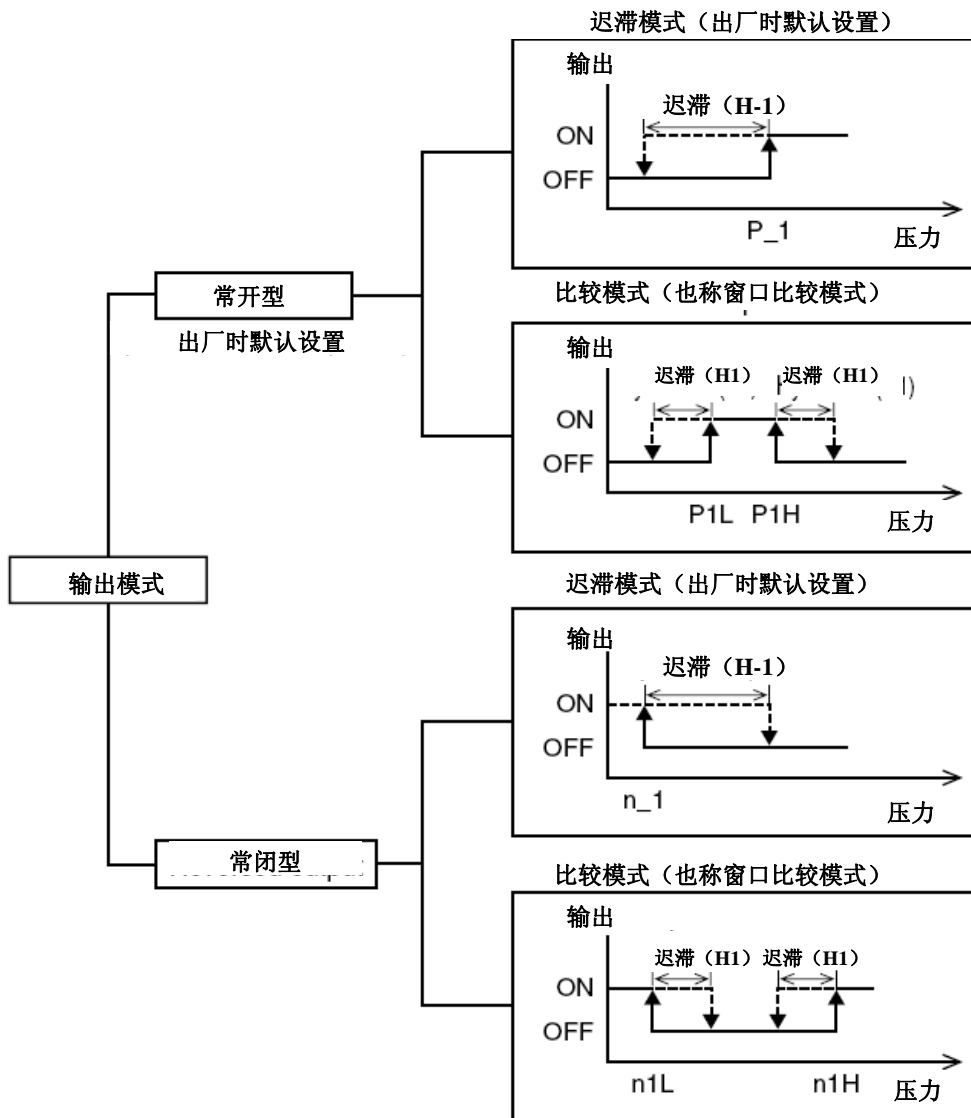 迟滞模式（出厂时默认设置）
输出
迟滞（H-1）
ON
OFF
P_1
压力
常开型
出厂时默认设置
比较模式（也称窗口比较模式）
输出
迟滞（H1） 迟滞（H1）
ON
OFF
P1L P1H
压力
输出模式
迟滞模式（出厂时默认设置）
输出
迟滞（H-1）
ON
OFF
n_1
压力
常闭型
比较模式（也称窗口比较模式）
输出
迟滞（H1） 迟滞（H1）
ON
OFF
n1L n1H
压力